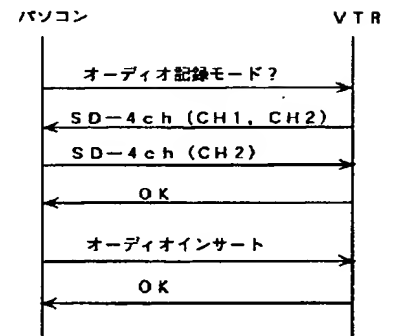 パソコン
VTR
オーディオ記録モード?
SD-4ch(CH1,CH2)
SD-4ch(CH2)
OK
オーディオインサート
OK